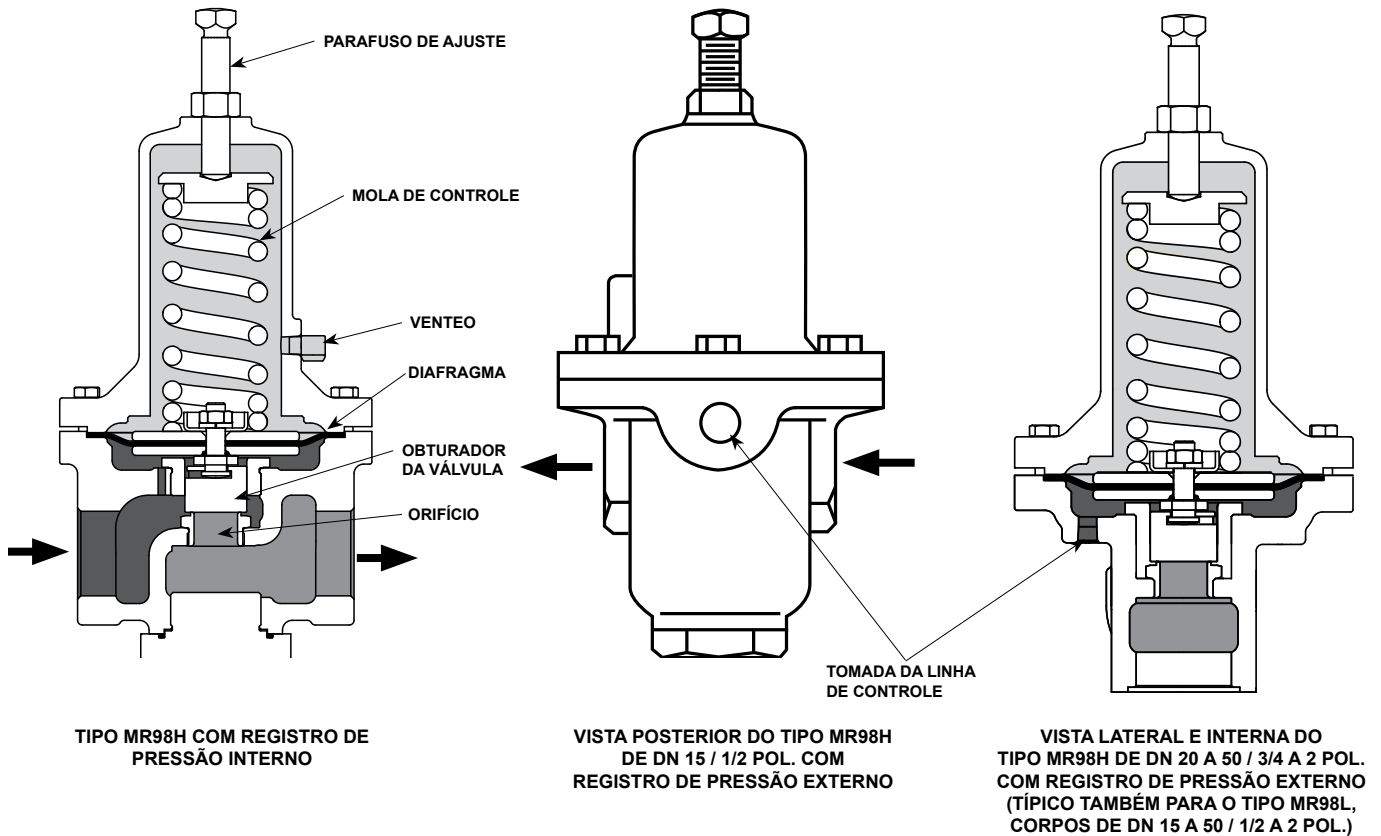 PARAFUSO DE AJUSTE
MOLA DE CONTROLE
VENTEO
DIAFRAGMA
OBTURADOR
DA VÁLVULA
ORIFÍCIO
TOMADA DA LINHA
DE CONTROLE
TIPO MR98H COM REGISTRO DE
PRESSÃO INTERNO
VISTA POSTERIOR DO TIPO MR98H
DE DN 15 / 1/2 POL. COM
REGISTRO DE PRESSÃO EXTERNO
VISTA LATERAL E INTERNA DO
TIPO MR98H DE DN 20 A 50 / 3/4 A 2 POL.
COM REGISTRO DE PRESSÃO EXTERNO
(TÍPICO TAMBÉM PARA O TIPO MR98L,
CORPOS DE DN 15 A 50 / 1/2 A 2 POL.)